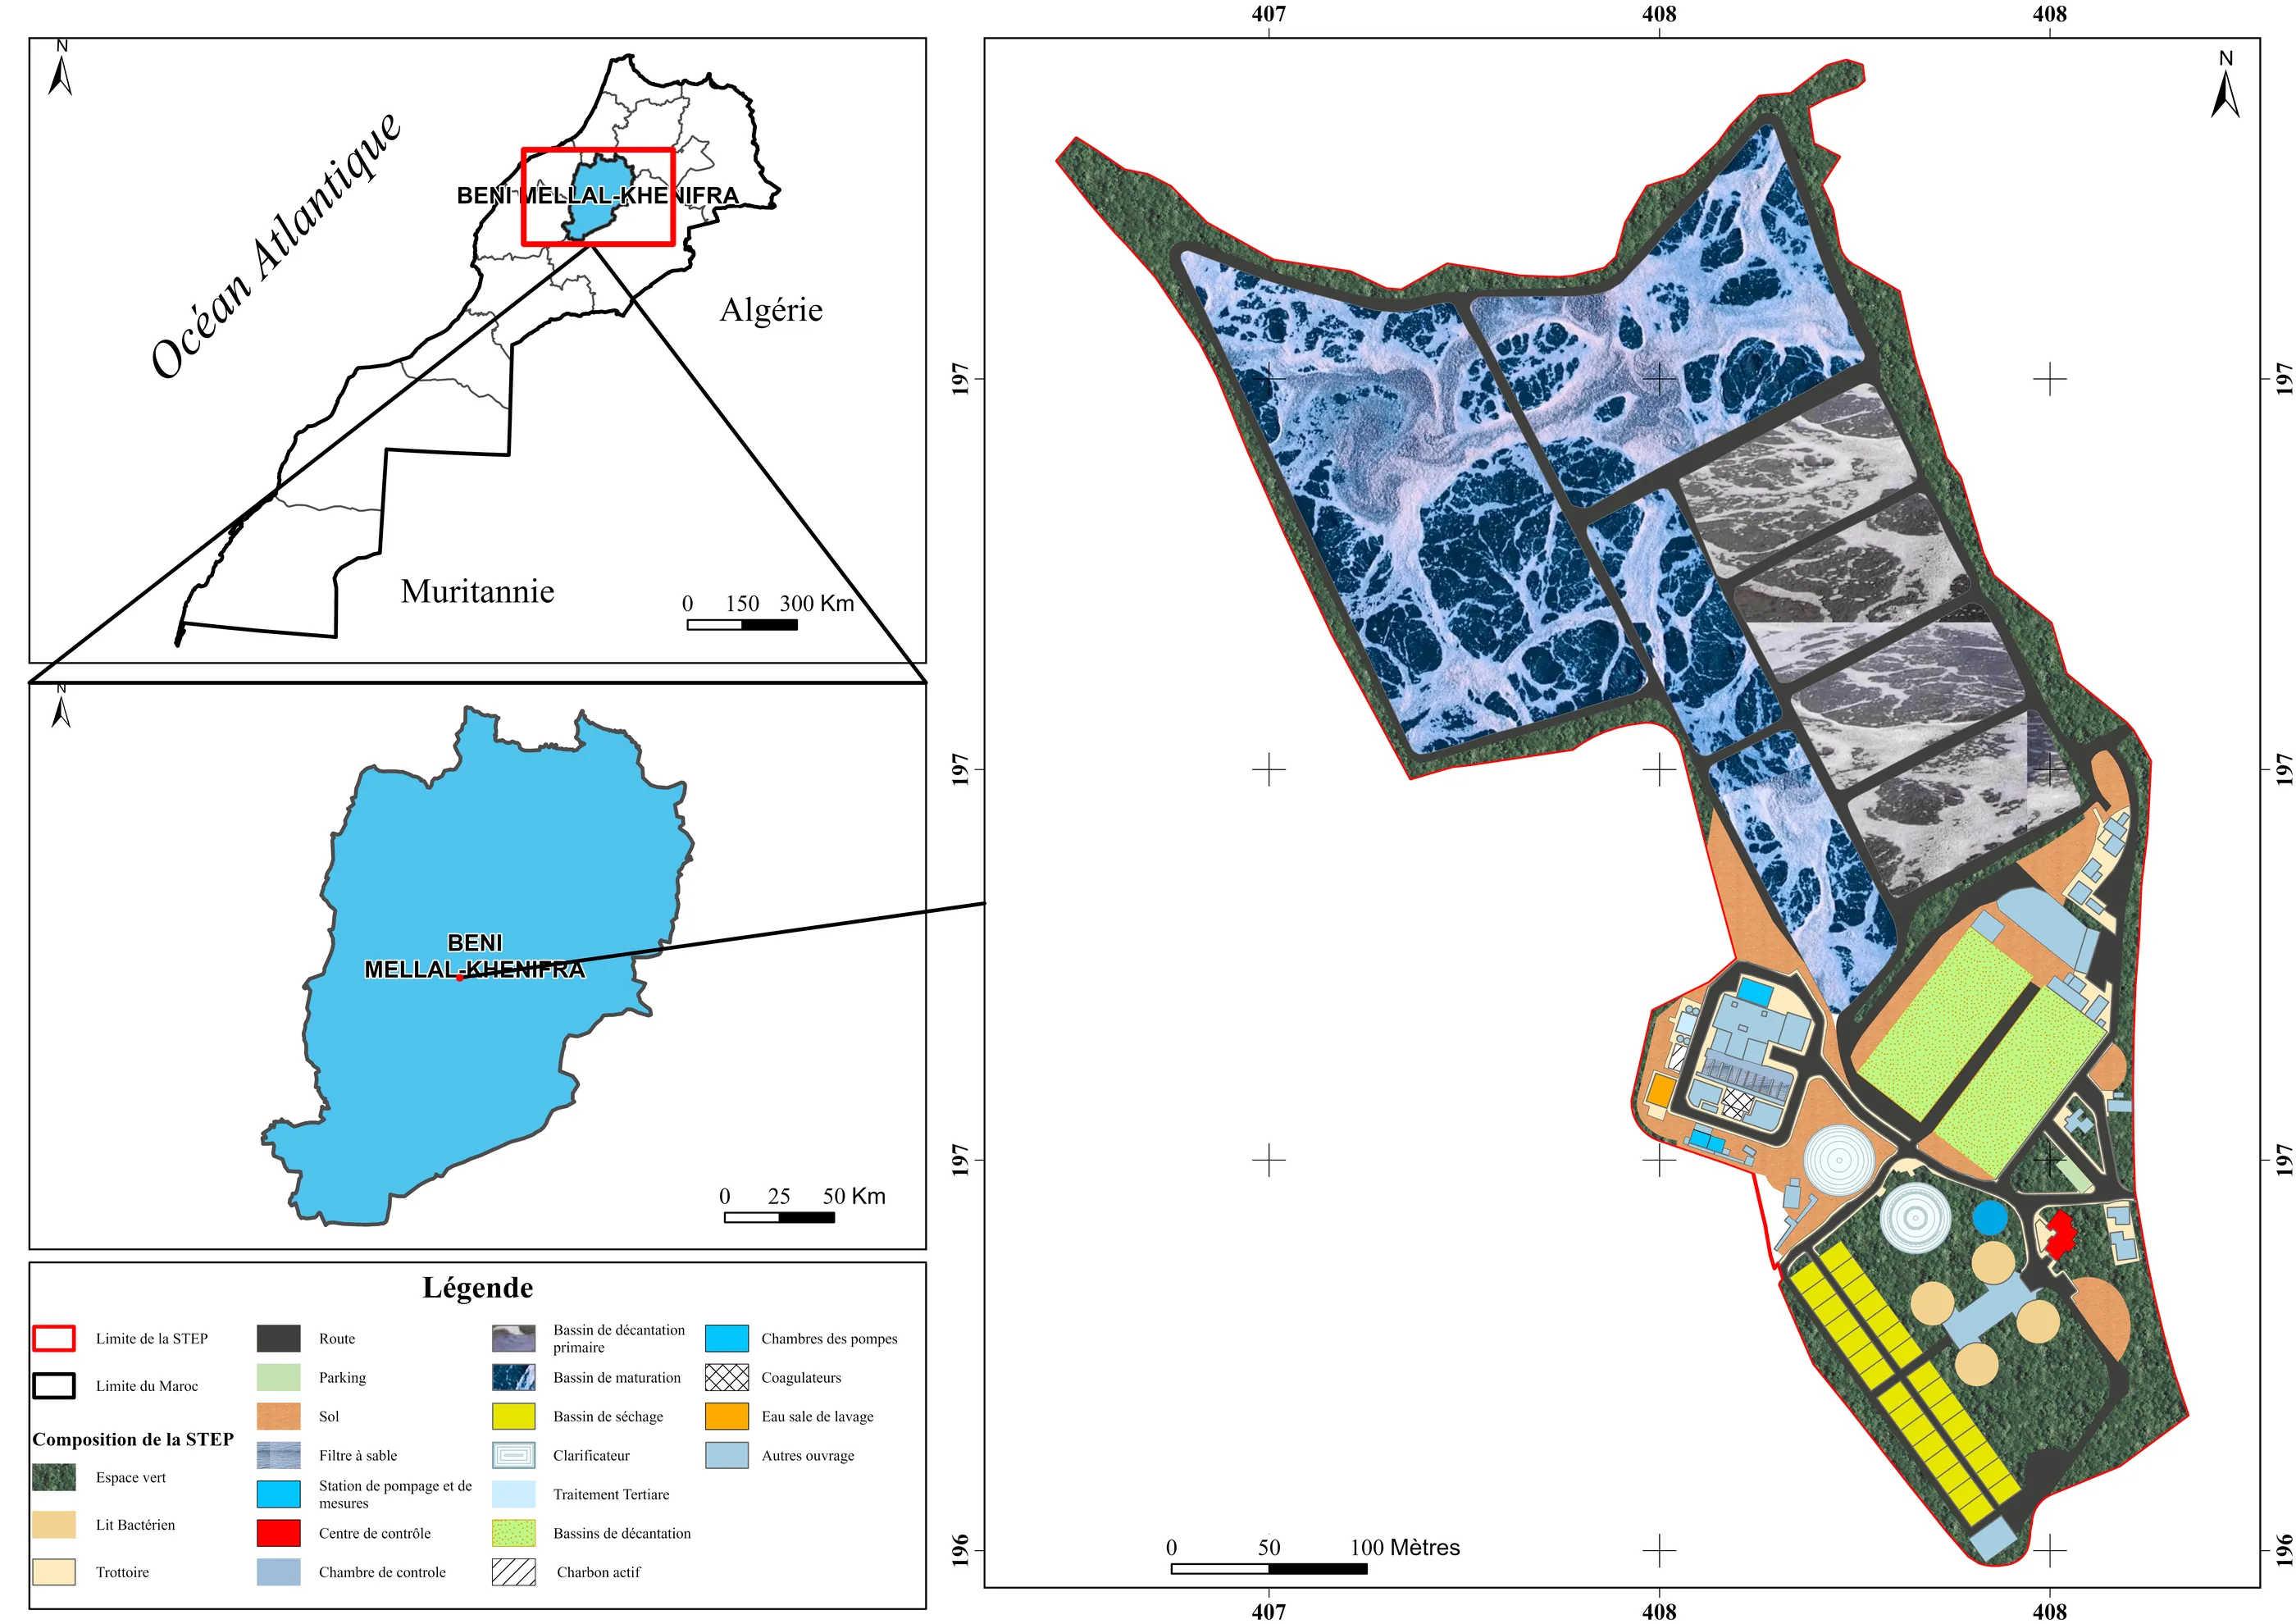 N
Océan Atlantique
BENI MELLAL-KHENIFRA
Algérie
Muritannie
0 150 300 Km
N
BENI
MELLAL-KHENIFRA
0 25 50 Km
Légende
Limite de la STEP
Limite du Maroc
Composition de la STEP
Espace vert
Lit Bactérien
Trottoire
Route
Parking
Sol
Filtre à sable
Station de pompage et de
mesures
Centre de contrôle
Chambre de controle
Bassin de décantation
primaire
Bassin de maturation
Bassin de séchage
Clarificateur
Traitement Tertiare
Bassins de décantation
Charbon actif
Chambres des pompes
Coagulateurs
Eau sale de lavage
Autres ouvrage
407 408 408
N
197 197
197 197
197 197
196 196
0 50 100 Mètres
407 408 408